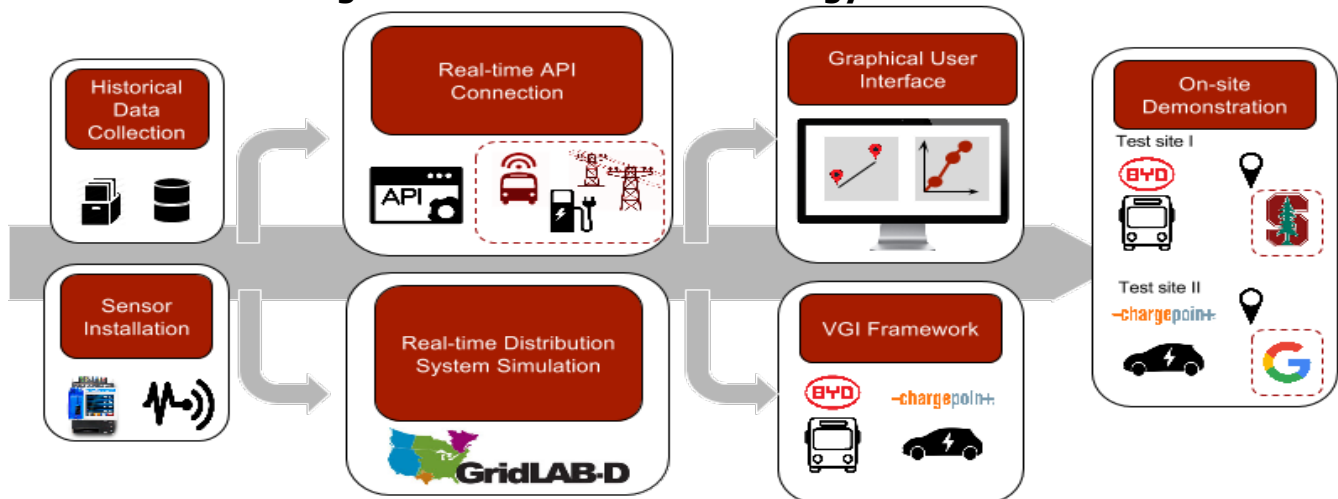 Historical
Data
Collection
Sensor
Installation
Real-time API
Connection
API
Real-time Distribution
System Simulation
GridLAB-D
Graphical User
Interface
VGI Framework
BYD
-chargepoin+.
On-site
Demonstration
Test site I
BYD
S
Test site II
-chargepoin+.
G